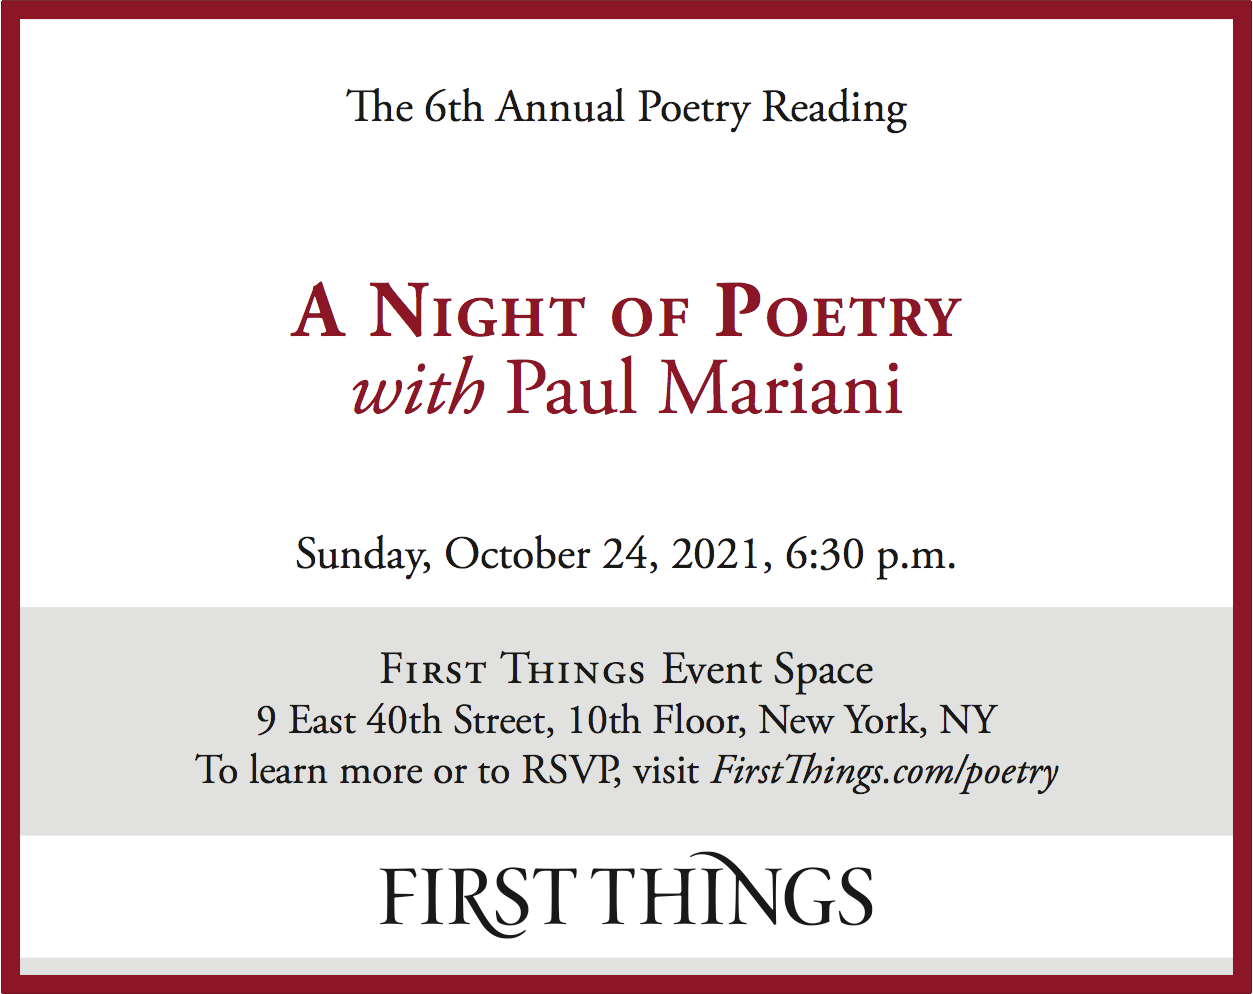 The 6th Annual Poetry Reading
A Night of Poetry
with Paul Mariani
Sunday, October 24, 2021, 6:30 p.m.
First Things Event Space
9 East 40th Street, 10th Floor, New York, NY
To learn more or to RSVP, visit FirstThings.com/poetry
FIRST THINGS